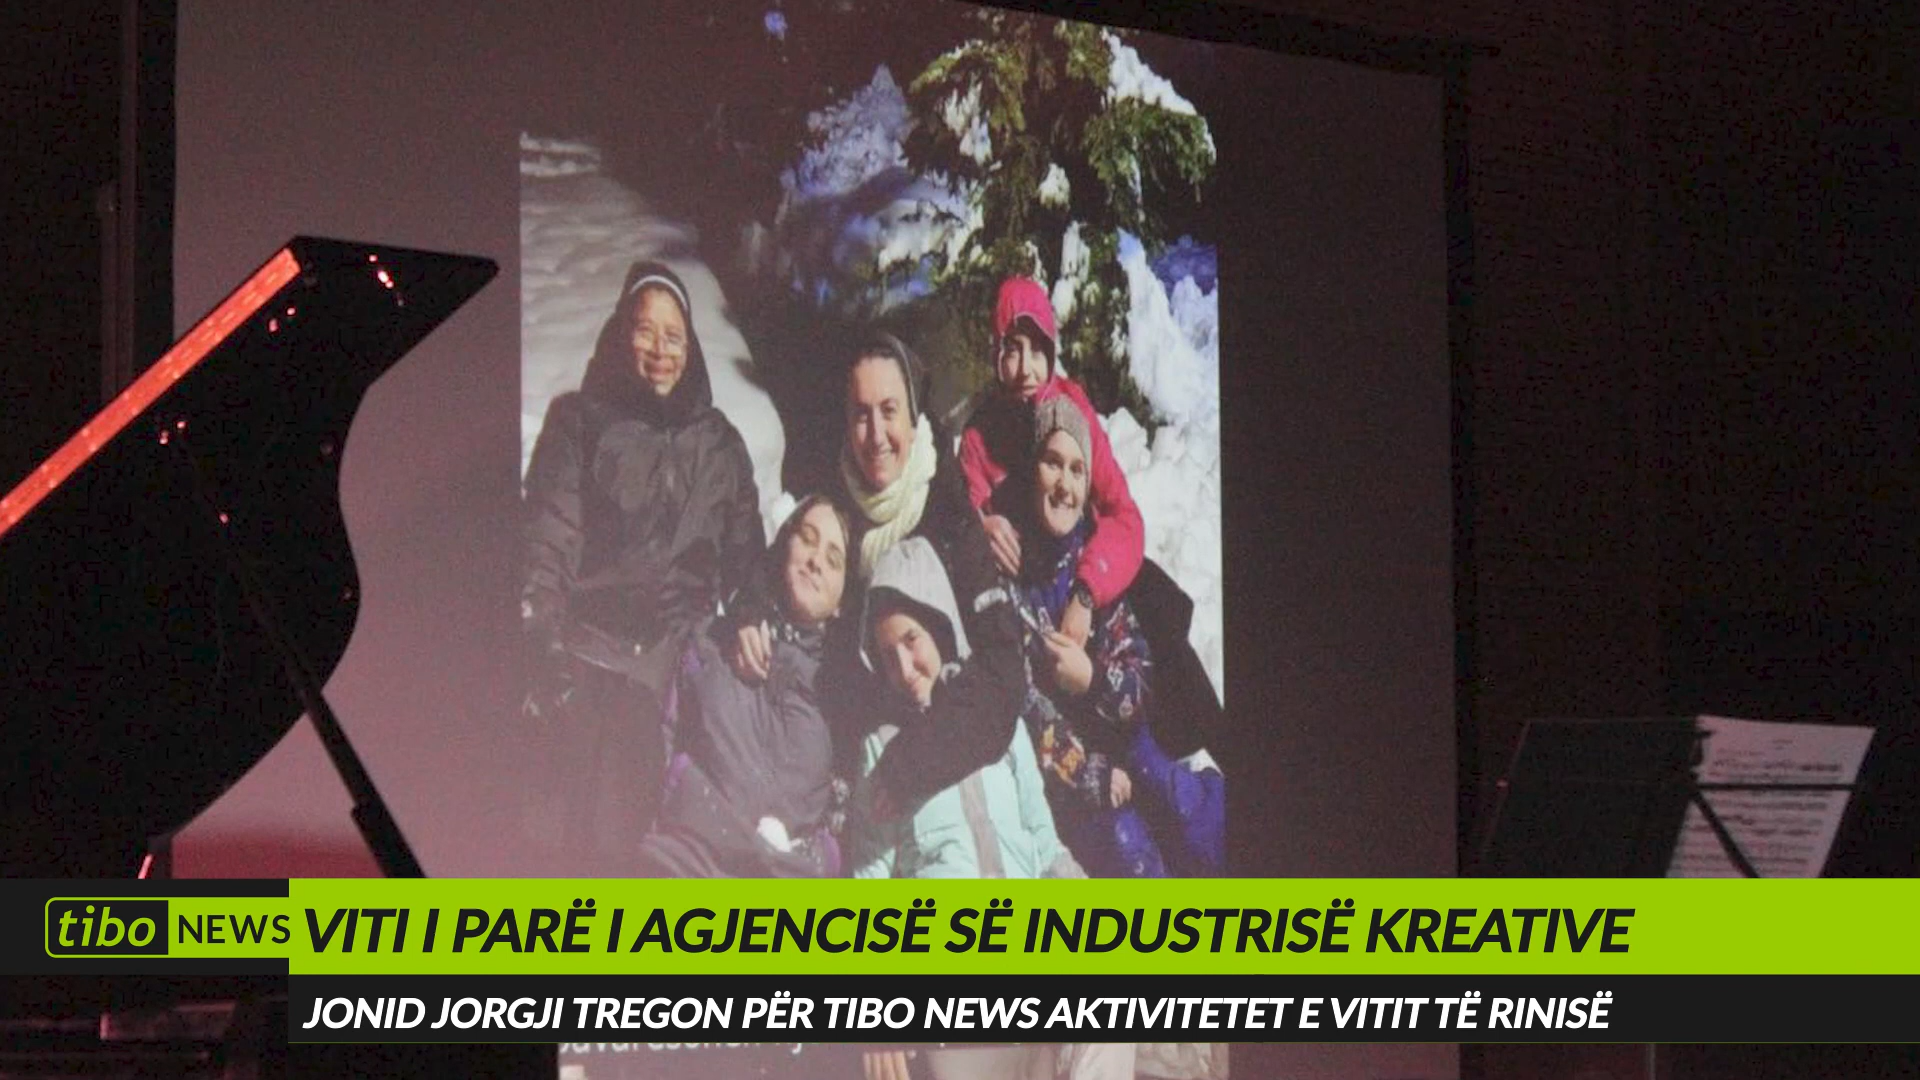 tibo NEWS
VITI I PARË I AGJENCISË SË INDUSTRISË KREATIVE
JONID JORGJI TREGON PËR TIBO NEWS AKTIVITETET E VITIT TË RINISË